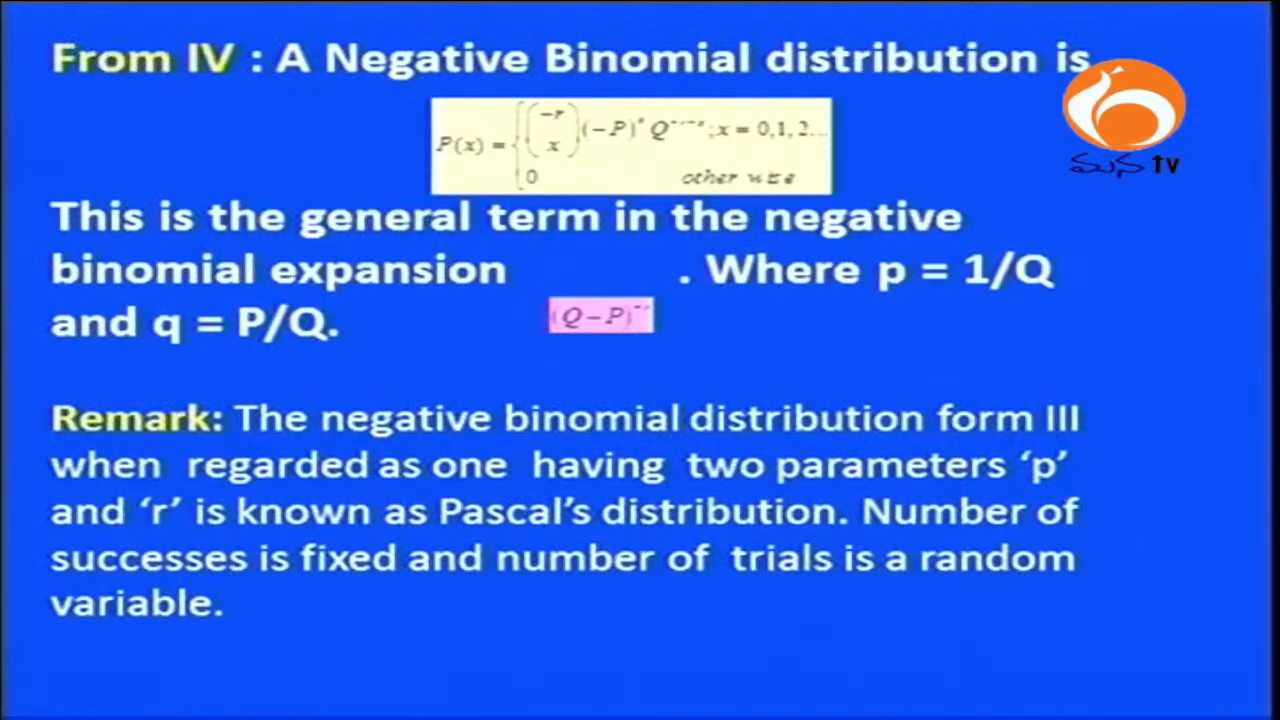 From IV : A Negative Binomial distribution is
P(x) = { (-r x) (-P)^x Q^-r-x ; x = 0,1,2...
0 other wise
మన tv
This is the general term in the negative
binomial expansion . Where p = 1/Q
(Q-P)^-r
and q = P/Q.
Remark: The negative binomial distribution form III
when regarded as one having two parameters ‘p’
and ‘r’ is known as Pascal’s distribution. Number of
successes is fixed and number of trials is a random
variable.